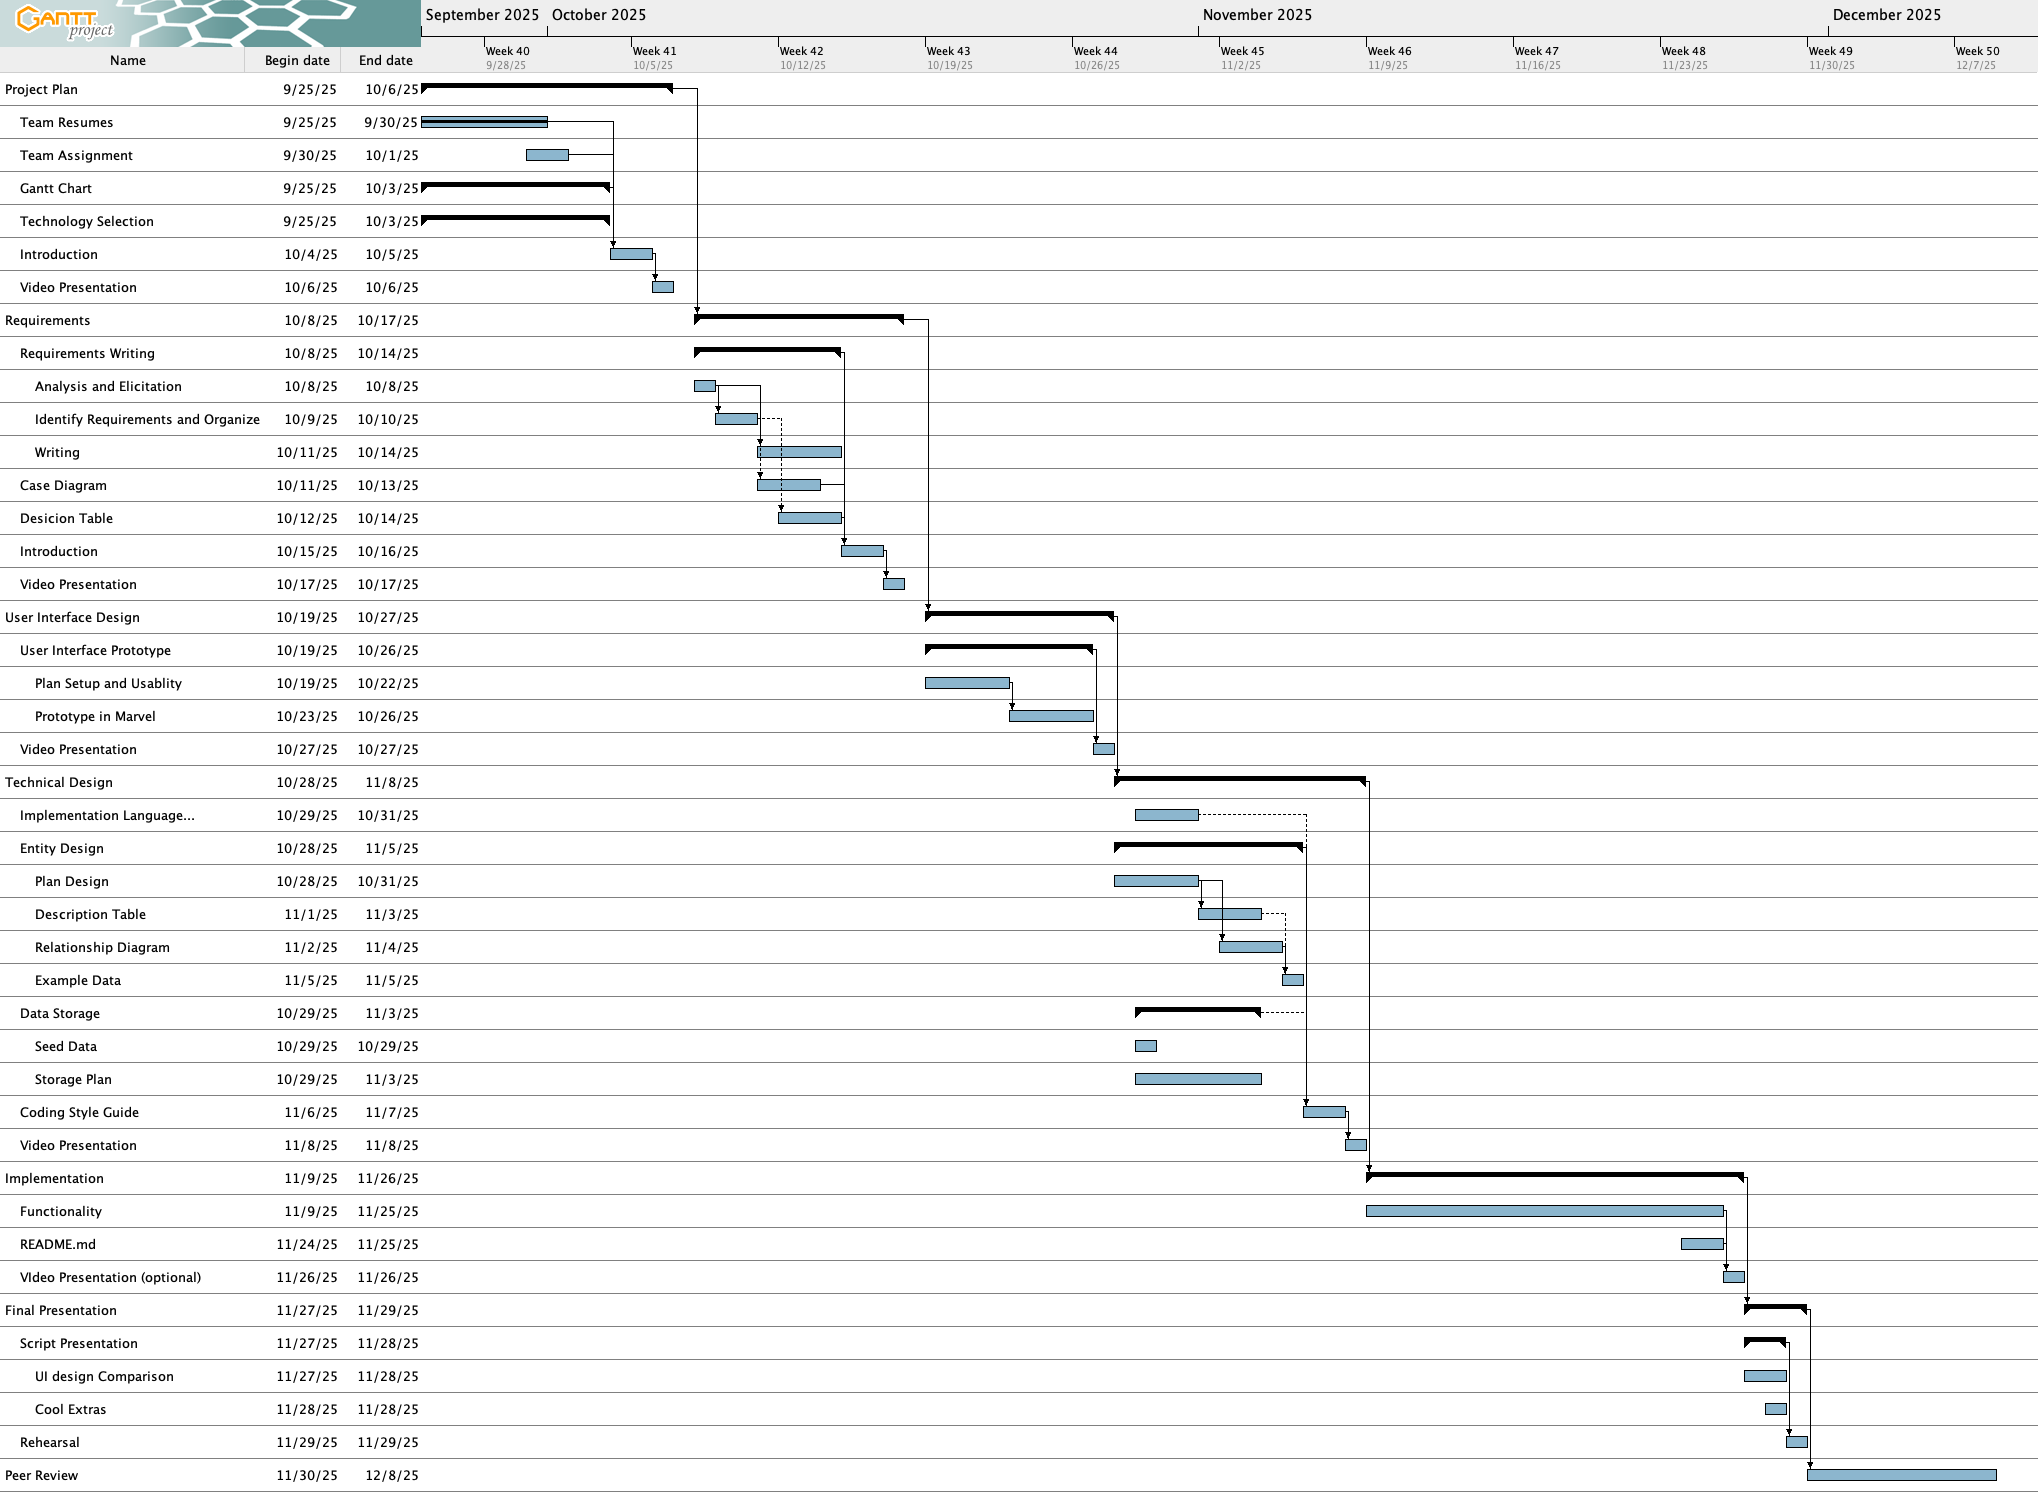 GANTT
project
September 2025 October 2025 November 2025 December 2025
Week 40 Week 41 Week 42 Week 43 Week 44 Week 45 Week 46 Week 47 Week 48 Week 49 Week 50
Name Begin date End date
9/28/25 10/5/25 10/12/25 10/19/25 10/26/25 11/2/25 11/9/25 11/16/25 11/23/25 11/30/25 12/7/25
Project Plan 9/25/25 10/6/25
Team Resumes 9/25/25 9/30/25
Team Assignment 9/30/25 10/1/25
Gantt Chart 9/25/25 10/3/25
Technology Selection 9/25/25 10/3/25
Introduction 10/4/25 10/5/25
Video Presentation 10/6/25 10/6/25
Requirements 10/8/25 10/17/25
Requirements Writing 10/8/25 10/14/25
Analysis and Elicitation 10/8/25 10/8/25
Identify Requirements and Organize 10/9/25 10/10/25
Writing 10/11/25 10/14/25
Case Diagram 10/11/25 10/13/25
Desicion Table 10/12/25 10/14/25
Introduction 10/15/25 10/16/25
Video Presentation 10/17/25 10/17/25
User Interface Design 10/19/25 10/27/25
User Interface Prototype 10/19/25 10/26/25
Plan Setup and Usablity 10/19/25 10/22/25
Prototype in Marvel 10/23/25 10/26/25
Video Presentation 10/27/25 10/27/25
Technical Design 10/28/25 11/8/25
Implementation Language... 10/29/25 10/31/25
Entity Design 10/28/25 11/5/25
Plan Design 10/28/25 10/31/25
Description Table 11/1/25 11/3/25
Relationship Diagram 11/2/25 11/4/25
Example Data 11/5/25 11/5/25
Data Storage 10/29/25 11/3/25
Seed Data 10/29/25 10/29/25
Storage Plan 10/29/25 11/3/25
Coding Style Guide 11/6/25 11/7/25
Video Presentation 11/8/25 11/8/25
Implementation 11/9/25 11/26/25
Functionality 11/9/25 11/25/25
README.md 11/24/25 11/25/25
VIdeo Presentation (optional) 11/26/25 11/26/25
Final Presentation 11/27/25 11/29/25
Script Presentation 11/27/25 11/28/25
UI design Comparison 11/27/25 11/28/25
Cool Extras 11/28/25 11/28/25
Rehearsal 11/29/25 11/29/25
Peer Review 11/30/25 12/8/25